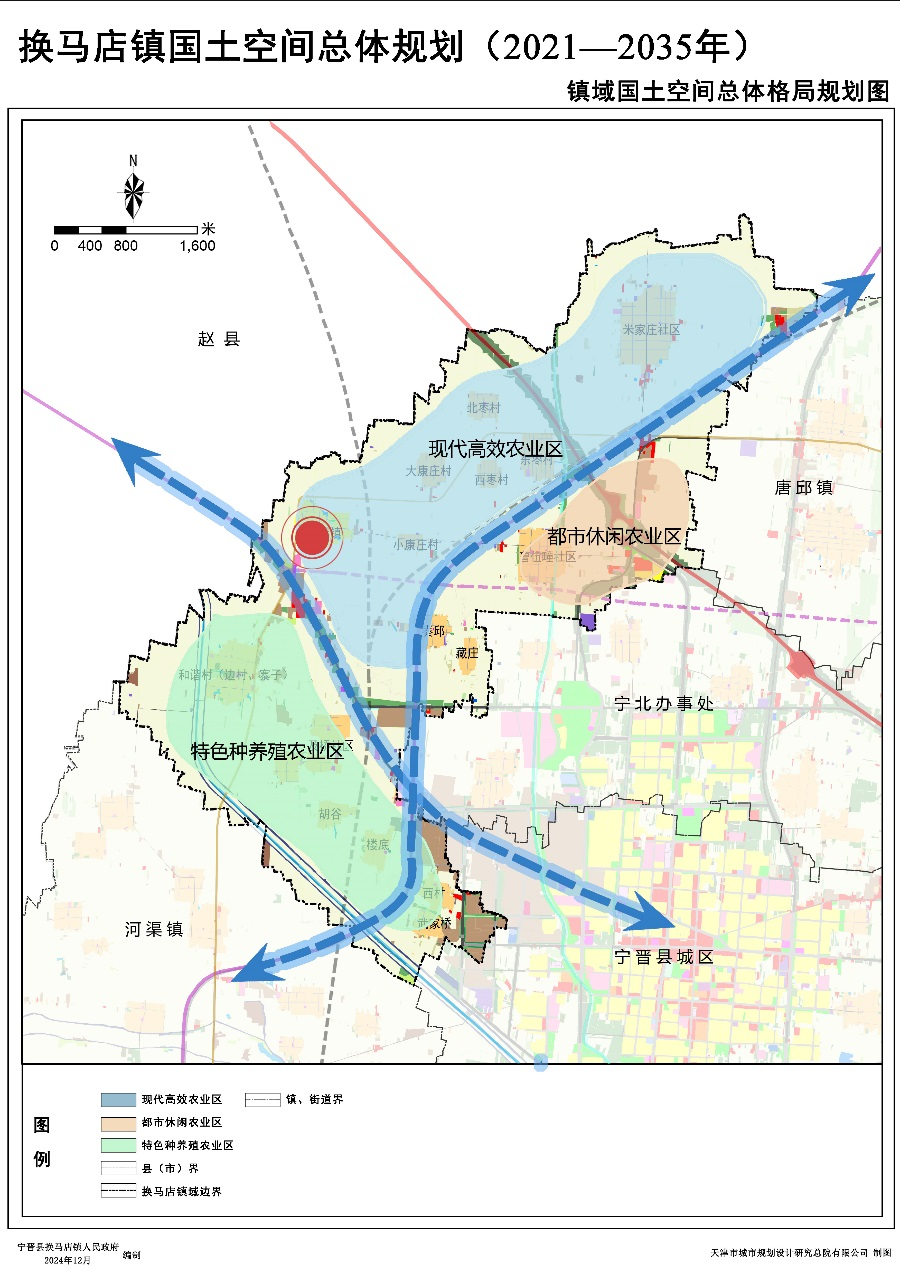 换马店镇国土空间总体规划（2021—2035年）
镇域国土空间总体格局规划图
N
米
0 400 800 1,600
赵 县
米家庄社区
北枣村
现代高效农业区
大康庄村
西枣村
唐邱镇
都市休闲农业区
小康庄村
藏庄
和谐村（边村、寨子）
宁北办事处
特色种养殖农业区
胡谷
楼底
西村
河渠镇
宁晋县城区
图
例
现代高效农业区
镇、街道界
都市休闲农业区
特色种养殖农业区
县（市）界
换马店镇域边界
宁晋县换马店镇人民政府
2024年12月
编制
天津市城市规划设计研究总院有限公司 制图